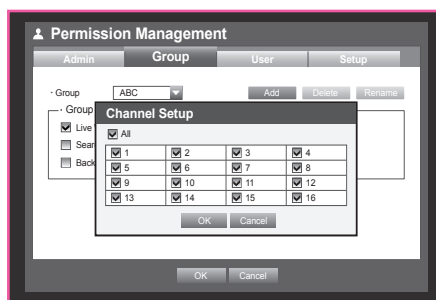 Permission Management
Admin Group User Setup
· Group ABC Add Delete Rename
· Group
Channel Setup
Live
All
Sear
1 2 3 4
Back
5 6 7 8
9 10 11 12
13 14 15 16
OK Cancel
OK Cancel